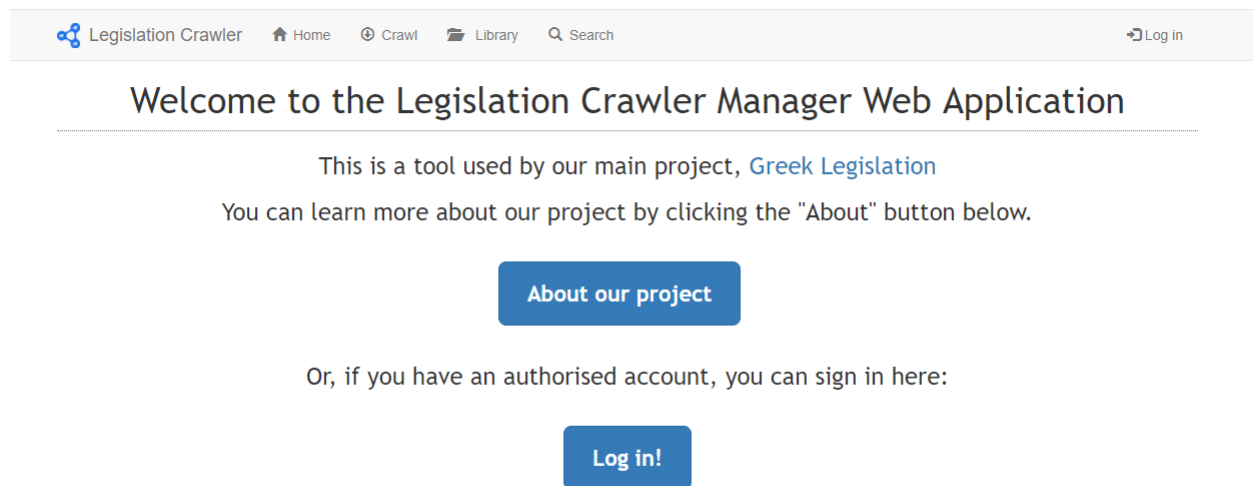 Legislation Crawler Home Crawl Library Search Log in
Welcome to the Legislation Crawler Manager Web Application
This is a tool used by our main project, Greek Legislation
You can learn more about our project by clicking the "About" button below.
About our project
Or, if you have an authorised account, you can sign in here:
Log in!